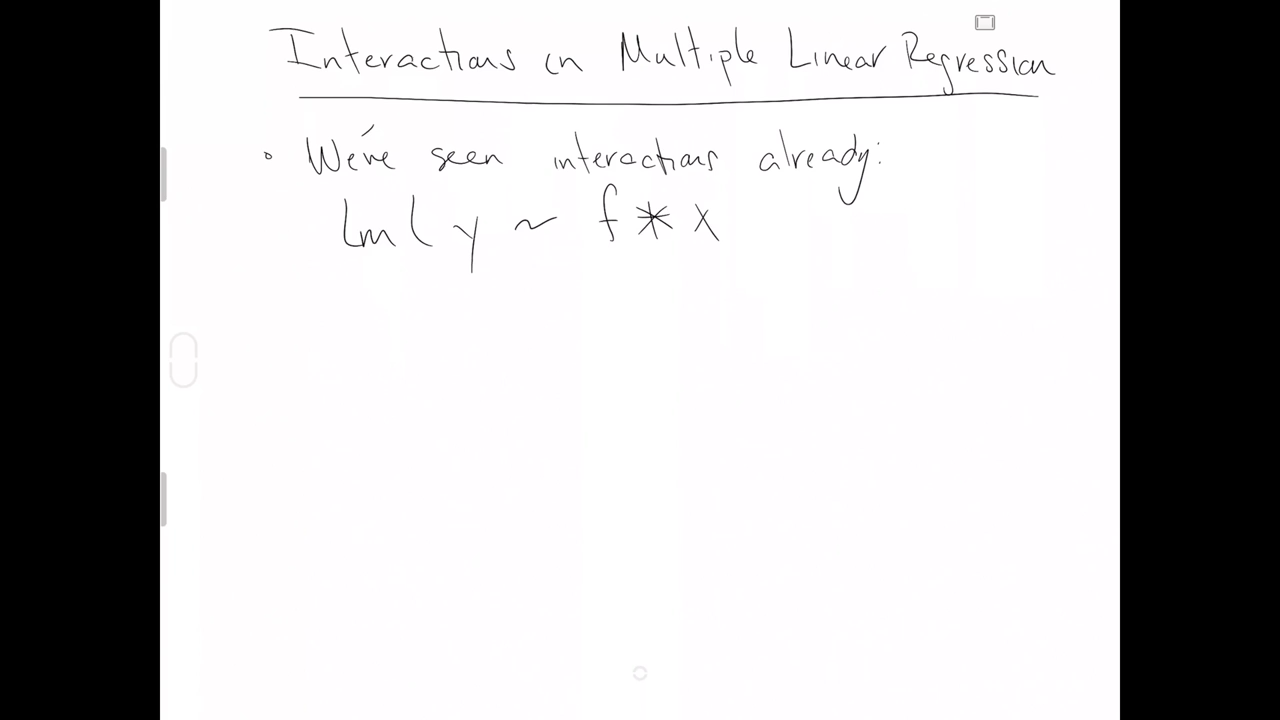 Interactions in Multiple Linear Regression
• We've seen interactions already:
lm ( y ~ f * x